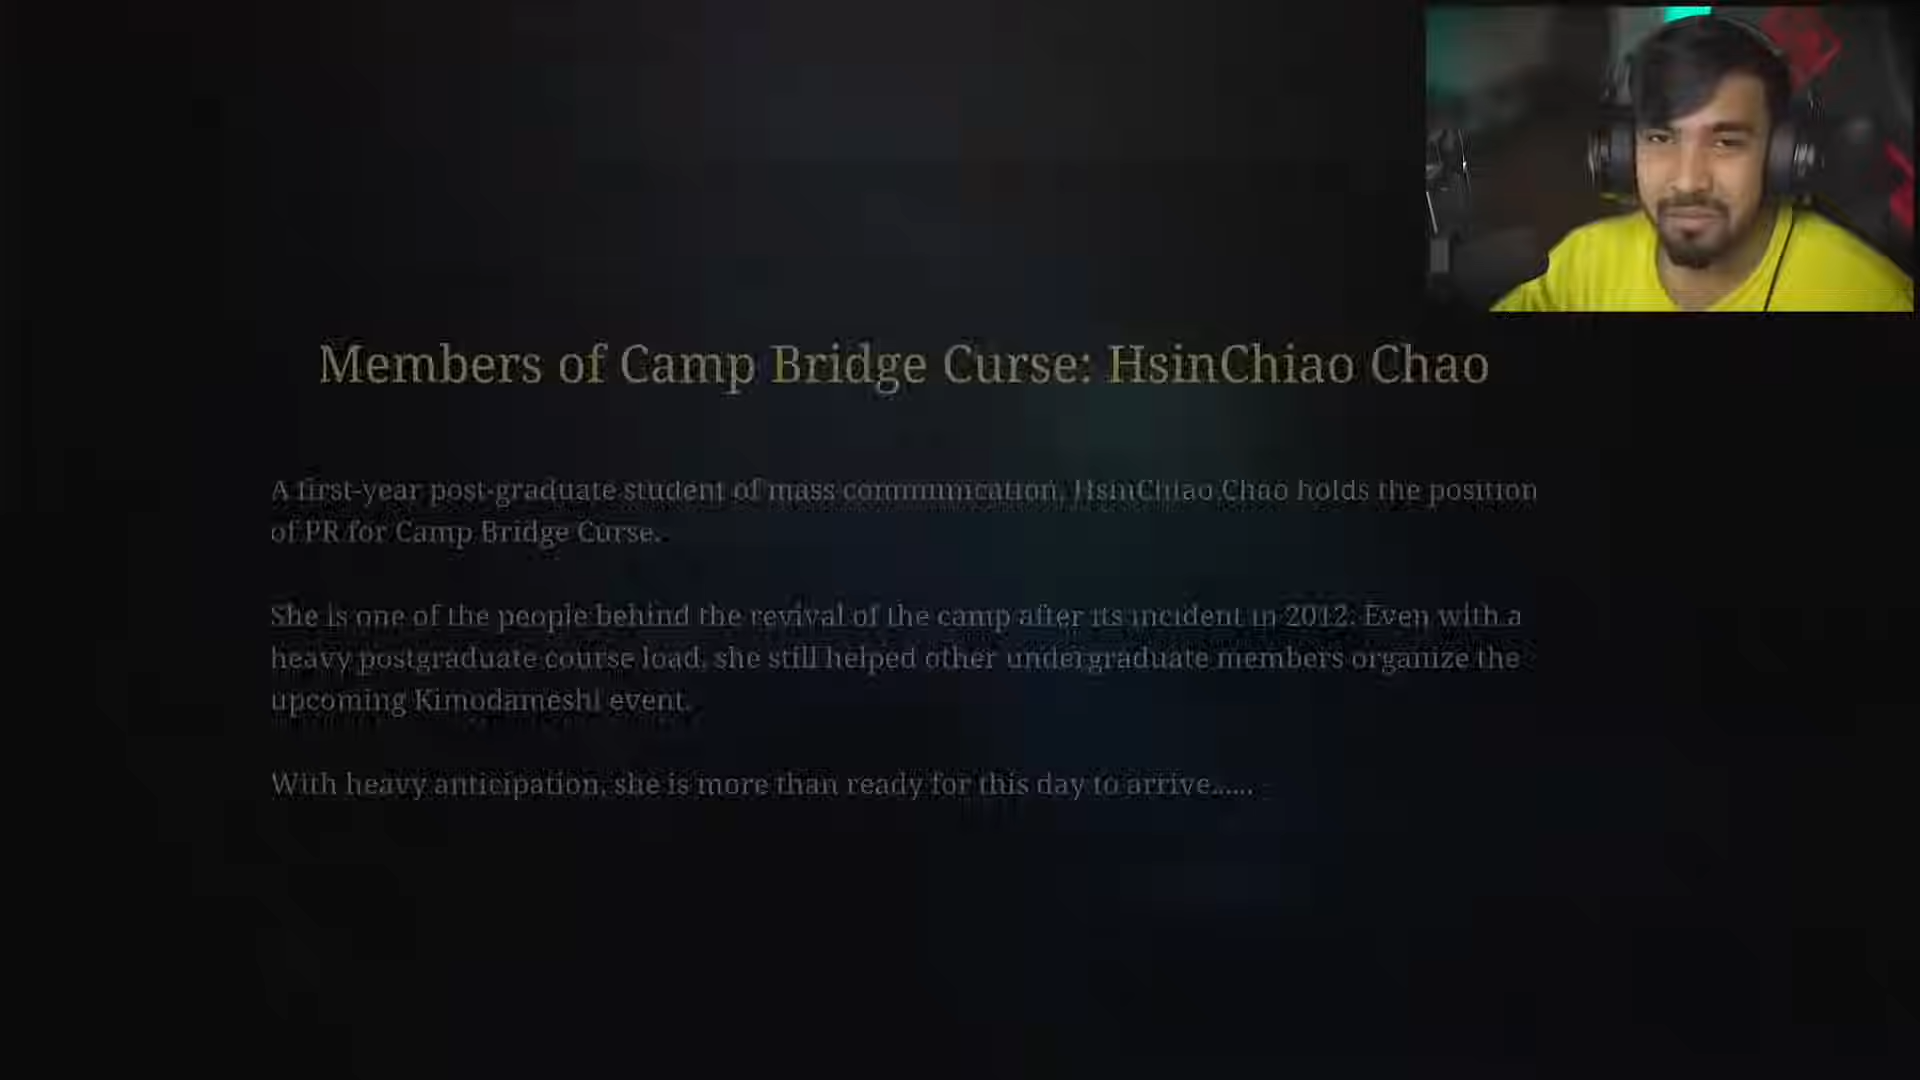 Members of Camp Bridge Curse: HsinChiao Chao
A first-year post-graduate student of mass communication, HsinChiao Chao holds the position
of PR for Camp Bridge Curse.
She is one of the people behind the revival of the camp after its incident in 2012. Even with a
heavy postgraduate course load, she still helped other undergraduate members organize the
upcoming Kimodameshi event.
With heavy anticipation, she is more than ready for this day to arrive......